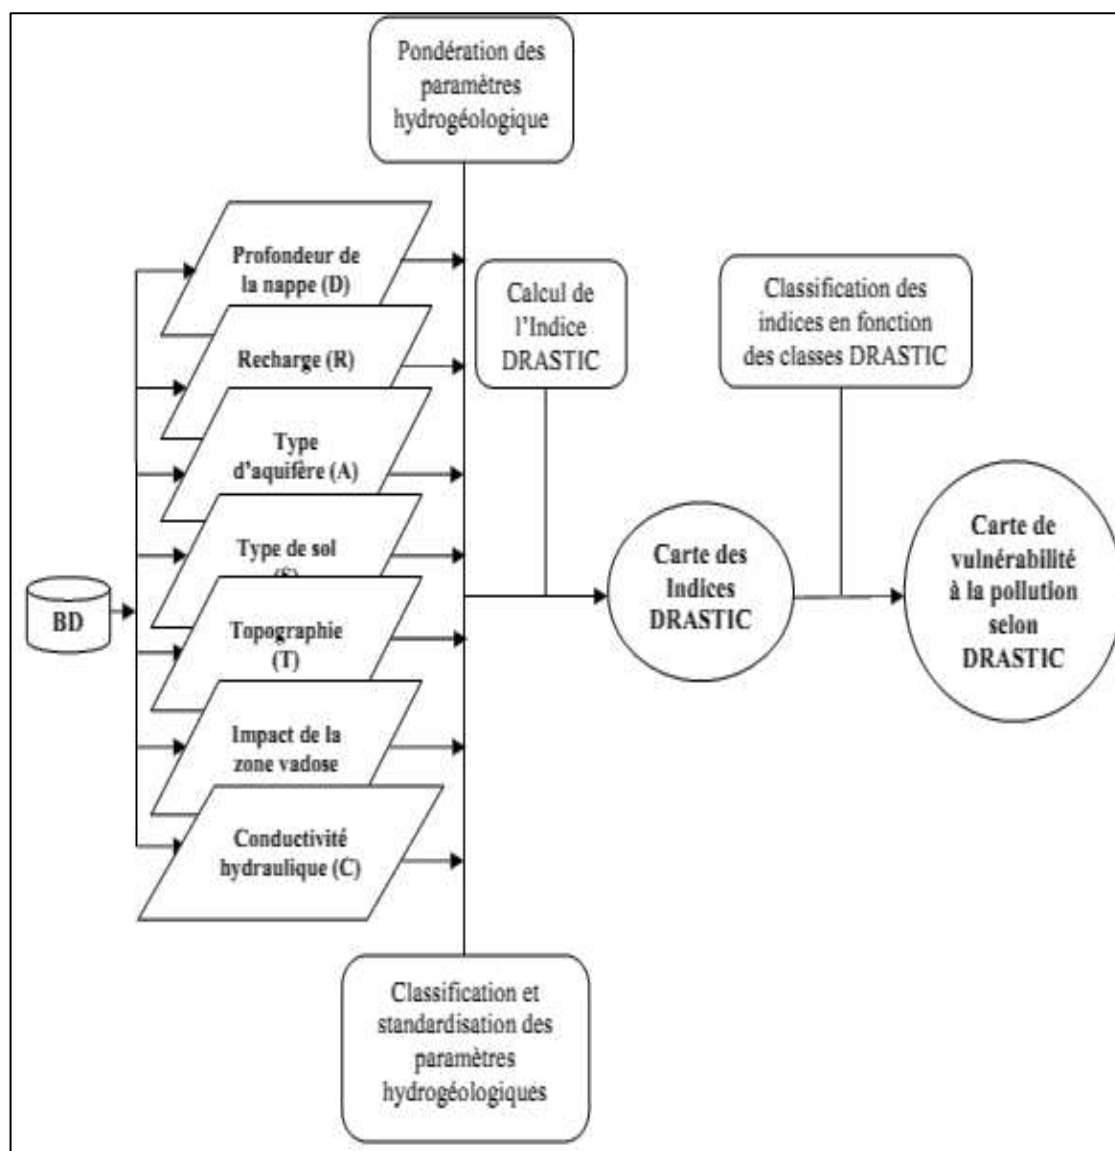 Pondération des
paramètres
hydrogéologique
Profondeur de
la nappe (D)
Recharge (R)
Type
d'aquifère (A)
Type de sol
Topographie
(T)
Impact de la
zone vadose
Conductivité
hydraulique (C)
BD
Calcul de
l'Indice
DRASTIC
Classification des
indices en fonction
des classes DRASTIC
Carte des
Indices
DRASTIC
Carte de
vulnérabilité
à la pollution
selon
DRASTIC
Classification et
standardisation des
paramètres
hydrogéologiques